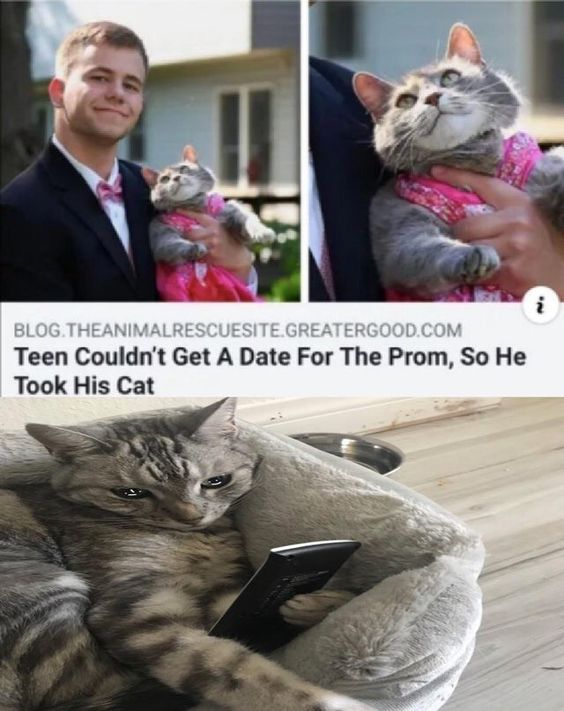 BLOG.THEANIMALRESCUESITE.GREATERGOOD.COM
Teen Couldn't Get A Date For The Prom, So He
Took His Cat